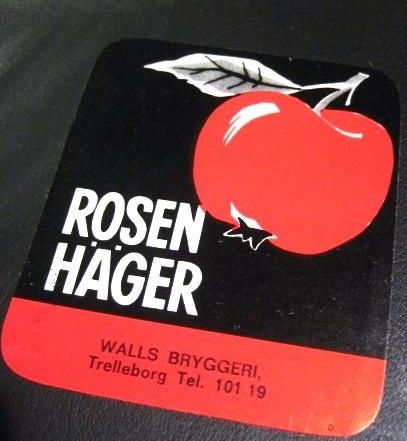 ROSEN
HÄGER
WALLS BRYGGERI,
Trelleborg Tel. 101 19
D.